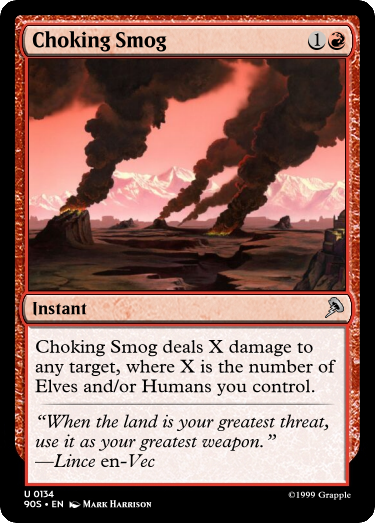 Choking Smog 1
Instant
Choking Smog deals X damage to
any target, where X is the number of
Elves and/or Humans you control.
“When the land is your greatest threat,
use it as your greatest weapon.”
—Lince en-Vec
U 0134
90S • EN Mark Harrison
©1999 Grapple